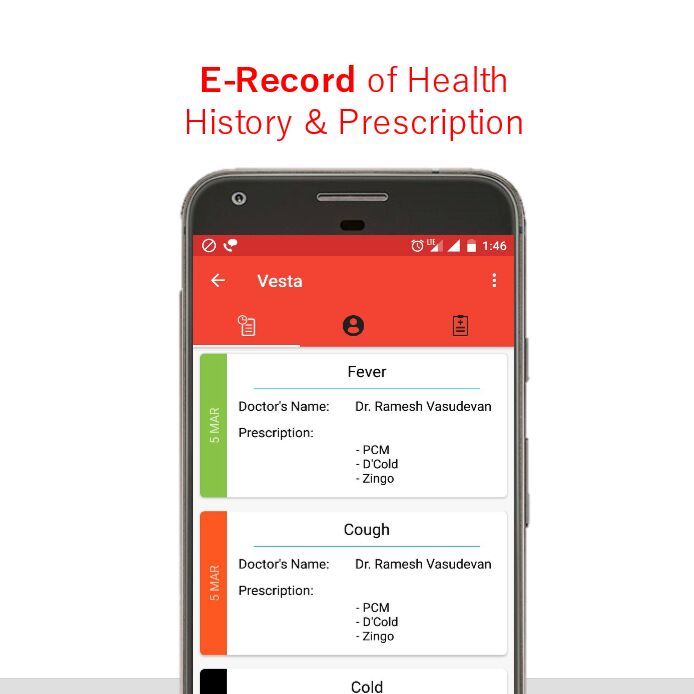 E-Record of Health
History & Prescription
LTE
1:46
Vesta
5 MAR
Fever
Doctor's Name: Dr. Ramesh Vasudevan
Prescription:
- PCM
- D'Cold
- Zingo
5 MAR
Cough
Doctor's Name: Dr. Ramesh Vasudevan
Prescription:
- PCM
- D'Cold
- Zingo
Cold